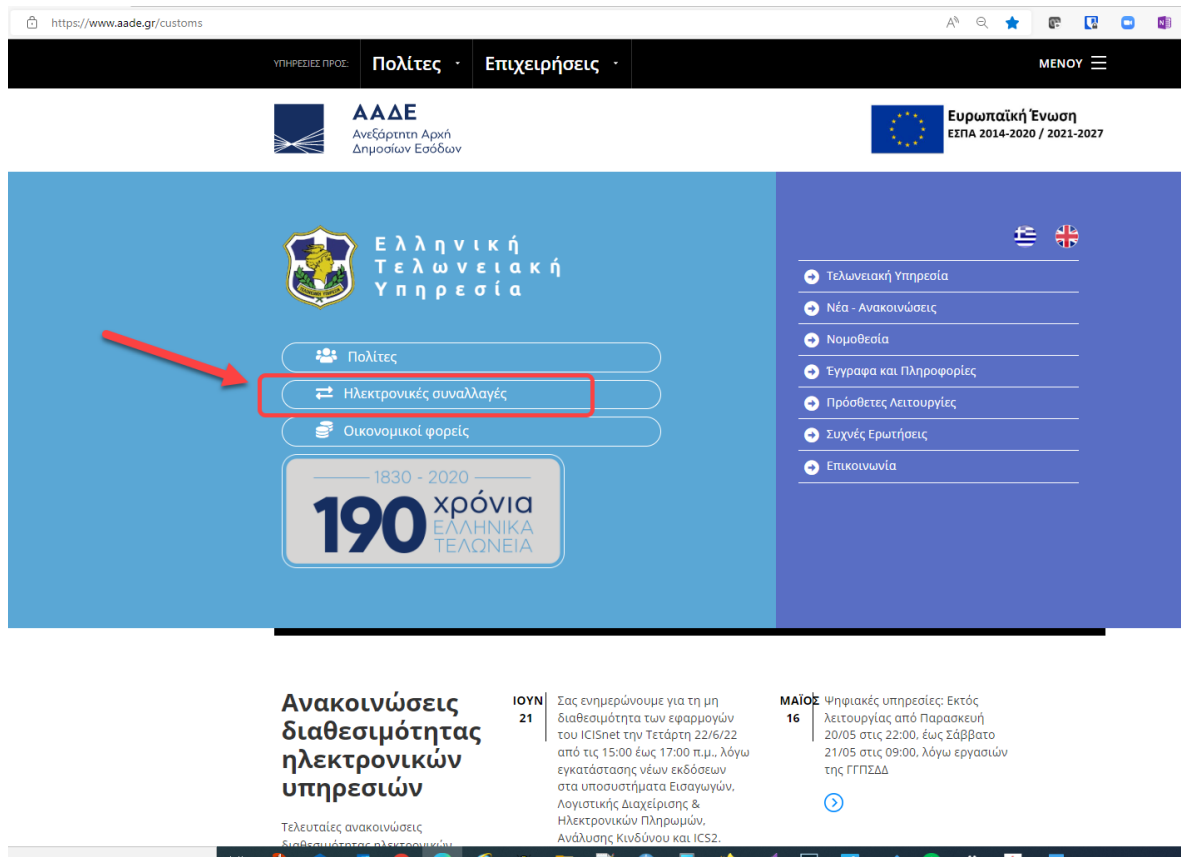 https://www.aade.gr/customs
ΥΠΗΡΕΣΙΕΣ ΠΡΟΣ:
Πολίτες
Επιχειρήσεις
ΜΕΝΟΥ
ΑΑΔΕ
Ανεξάρτητη Αρχή
Δημοσίων Εσόδων
Ευρωπαϊκή Ένωση
ΕΣΠΑ 2014-2020 / 2021-2027
Ελληνική
Τελωνειακή
Υπηρεσία
Πολίτες
Ηλεκτρονικές συναλλαγές
Οικονομικοί φορείς
1830 - 2020
190 χρόνια
ΕΛΛΗΝΙΚΑ
ΤΕΛΩΝΕΙΑ
Τελωνειακή Υπηρεσία
Νέα - Ανακοινώσεις
Νομοθεσία
Έγγραφα και Πληροφορίες
Πρόσθετες Λειτουργίες
Συχνές Ερωτήσεις
Επικοινωνία
Ανακοινώσεις
διαθεσιμότητας
ηλεκτρονικών
υπηρεσιών
Τελευταίες ανακοινώσεις
διαθεσιμότητας ηλεκτρονικών
ΙΟΥΝ
21
Σας ενημερώνουμε για τη μη
διαθεσιμότητα των εφαρμογών
του ICISnet την Τετάρτη 22/6/22
από τις 15:00 έως 17:00 π.μ., λόγω
εγκατάστασης νέων εκδόσεων
στα υποσυστήματα Εισαγωγών,
Λογιστικής Διαχείρισης &
Ηλεκτρονικών Πληρωμών,
Ανάλυσης Κινδύνου και ICS2.
ΜΑΪΟΣ
16
Ψηφιακές υπηρεσίες: Εκτός
λειτουργίας από Παρασκευή
20/05 στις 22:00, έως Σάββατο
21/05 στις 09:00, λόγω εργασιών
της ΓΓΠΣΔΔ